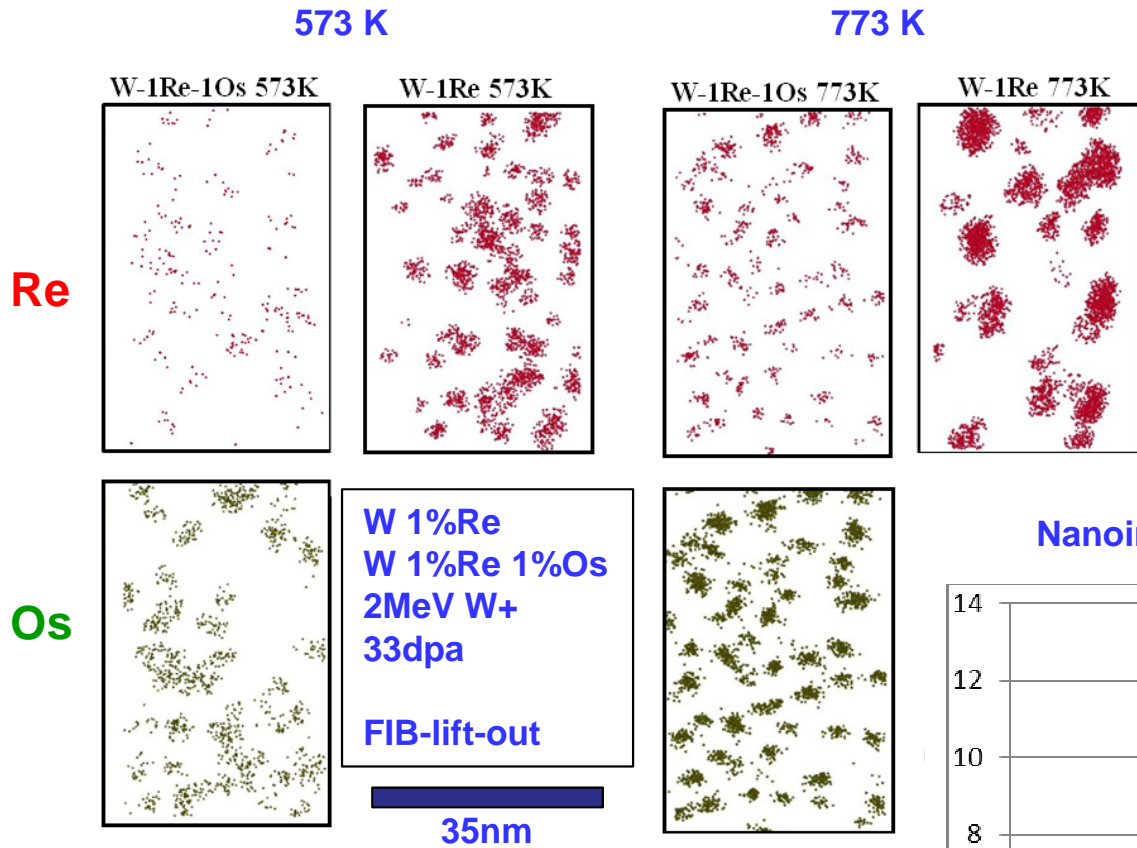 573 K
773 K
W-1Re-1Os 573K
W-1Re 573K
W-1Re-1Os 773K
W-1Re 773K
Re
Os
W 1%Re
W 1%Re 1%Os
2MeV W+
33dpa
FIB-lift-out
35nm
14
12
10
8